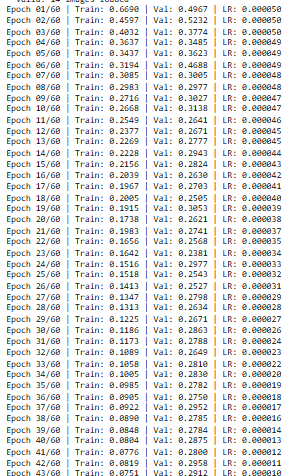 Epoch 01/60 | Train: 0.6690 | Val: 0.4967 | LR: 0.000050
Epoch 02/60 | Train: 0.4597 | Val: 0.5232 | LR: 0.000050
Epoch 03/60 | Train: 0.4032 | Val: 0.3774 | LR: 0.000050
Epoch 04/60 | Train: 0.3637 | Val: 0.3485 | LR: 0.000049
Epoch 05/60 | Train: 0.3437 | Val: 0.3623 | LR: 0.000049
Epoch 06/60 | Train: 0.3194 | Val: 0.4688 | LR: 0.000049
Epoch 07/60 | Train: 0.3085 | Val: 0.3005 | LR: 0.000048
Epoch 08/60 | Train: 0.2983 | Val: 0.2977 | LR: 0.000048
Epoch 09/60 | Train: 0.2716 | Val: 0.3027 | LR: 0.000047
Epoch 10/60 | Train: 0.2668 | Val: 0.3138 | LR: 0.000047
Epoch 11/60 | Train: 0.2549 | Val: 0.2641 | LR: 0.000046
Epoch 12/60 | Train: 0.2377 | Val: 0.2671 | LR: 0.000045
Epoch 13/60 | Train: 0.2269 | Val: 0.2777 | LR: 0.000045
Epoch 14/60 | Train: 0.2228 | Val: 0.2943 | LR: 0.000044
Epoch 15/60 | Train: 0.2156 | Val: 0.2824 | LR: 0.000043
Epoch 16/60 | Train: 0.2039 | Val: 0.2630 | LR: 0.000042
Epoch 17/60 | Train: 0.1967 | Val: 0.2703 | LR: 0.000041
Epoch 18/60 | Train: 0.2005 | Val: 0.2505 | LR: 0.000040
Epoch 19/60 | Train: 0.1915 | Val: 0.3053 | LR: 0.000039
Epoch 20/60 | Train: 0.1738 | Val: 0.2621 | LR: 0.000038
Epoch 21/60 | Train: 0.1983 | Val: 0.2741 | LR: 0.000037
Epoch 22/60 | Train: 0.1656 | Val: 0.2568 | LR: 0.000035
Epoch 23/60 | Train: 0.1642 | Val: 0.2381 | LR: 0.000034
Epoch 24/60 | Train: 0.1516 | Val: 0.2977 | LR: 0.000033
Epoch 25/60 | Train: 0.1518 | Val: 0.2543 | LR: 0.000032
Epoch 26/60 | Train: 0.1413 | Val: 0.2527 | LR: 0.000031
Epoch 27/60 | Train: 0.1347 | Val: 0.2798 | LR: 0.000029
Epoch 28/60 | Train: 0.1313 | Val: 0.2634 | LR: 0.000028
Epoch 29/60 | Train: 0.1225 | Val: 0.2671 | LR: 0.000027
Epoch 30/60 | Train: 0.1186 | Val: 0.2863 | LR: 0.000026
Epoch 31/60 | Train: 0.1173 | Val: 0.2788 | LR: 0.000024
Epoch 32/60 | Train: 0.1089 | Val: 0.2649 | LR: 0.000023
Epoch 33/60 | Train: 0.1058 | Val: 0.2810 | LR: 0.000022
Epoch 34/60 | Train: 0.1005 | Val: 0.2830 | LR: 0.000020
Epoch 35/60 | Train: 0.0985 | Val: 0.2782 | LR: 0.000019
Epoch 36/60 | Train: 0.0905 | Val: 0.2750 | LR: 0.000018
Epoch 37/60 | Train: 0.0922 | Val: 0.2952 | LR: 0.000017
Epoch 38/60 | Train: 0.0890 | Val: 0.2785 | LR: 0.000016
Epoch 39/60 | Train: 0.0848 | Val: 0.2784 | LR: 0.000014
Epoch 40/60 | Train: 0.0804 | Val: 0.2875 | LR: 0.000013
Epoch 41/60 | Train: 0.0776 | Val: 0.2800 | LR: 0.000012
Epoch 42/60 | Train: 0.0819 | Val: 0.2958 | LR: 0.000011
Epoch 43/60 | Train: 0.0751 | Val: 0.2912 | LR: 0.000010